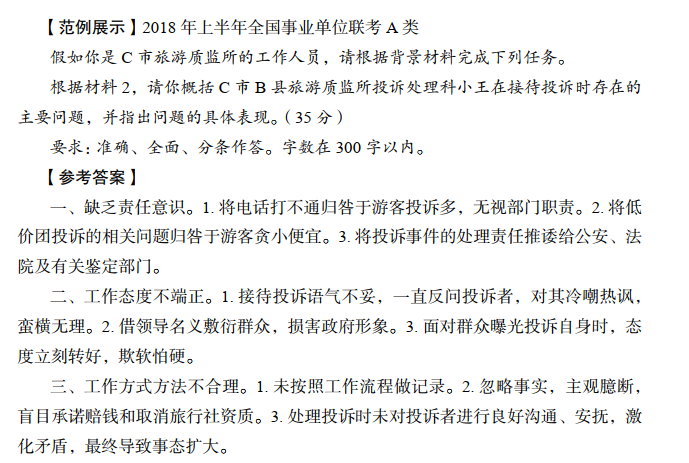 【范例展示】2018 年上半年全国事业单位联考 A 类
假如你是 C 市旅游质监所的工作人员，请根据背景材料完成下列任务。
根据材料 2，请你概括 C 市 B 县旅游质监所投诉处理科小王在接待投诉时存在的
主要问题，并指出问题的具体表现。（35 分）
要求：准确、全面、分条作答。字数在 300 字以内。
【参考答案】
一、缺乏责任意识。1. 将电话打不通归咎于游客投诉多，无视部门职责。2. 将低
价团投诉的相关问题归咎于游客贪小便宜。3. 将投诉事件的处理责任推诿给公安、法
院及有关鉴定部门。
二、工作态度不端正。1. 接待投诉语气不妥，一直反问投诉者，对其冷嘲热讽，
蛮横无理。2. 借领导名义敷衍群众，损害政府形象。3. 面对群众曝光投诉自身时，态
度立刻转好，欺软怕硬。
三、工作方式方法不合理。1. 未按照工作流程做记录。2. 忽略事实，主观臆断，
盲目承诺赔钱和取消旅行社资质。3. 处理投诉时未对投诉者进行良好沟通、安抚，激
化矛盾，最终导致事态扩大。